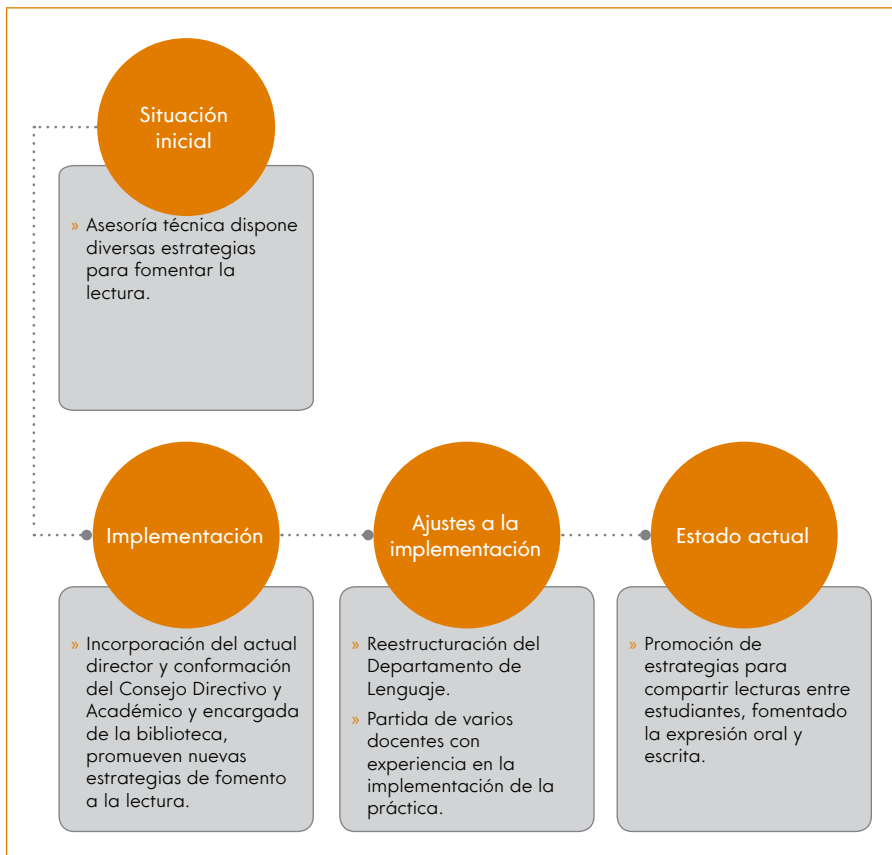 Situación
inicial
» Asesoría técnica dispone
diversas estrategias
para fomentar la
lectura.
Implementación
» Incorporación del actual
director y conformación
del Consejo Directivo y
Académico y encargada
de la biblioteca,
promueven nuevas
estrategias de fomento
a la lectura.
Ajustes a la
implementación
» Reestructuración del
Departamento de
Lenguaje.
» Partida de varios
docentes con
experiencia en la
implementación de la
práctica.
Estado actual
» Promoción de
estrategias para
compartir lecturas entre
estudiantes, fomentado
la expresión oral y
escrita.